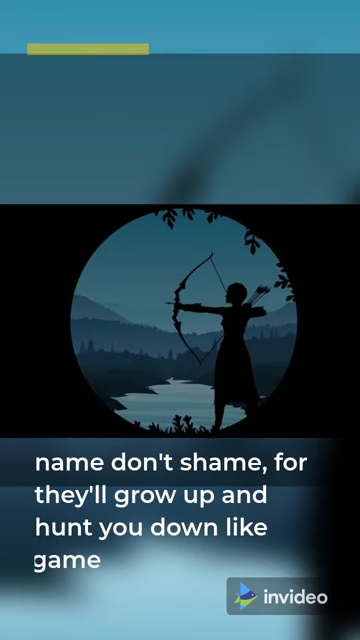 name don't shame, for
they'll grow up and
hunt you down like
game
invideo